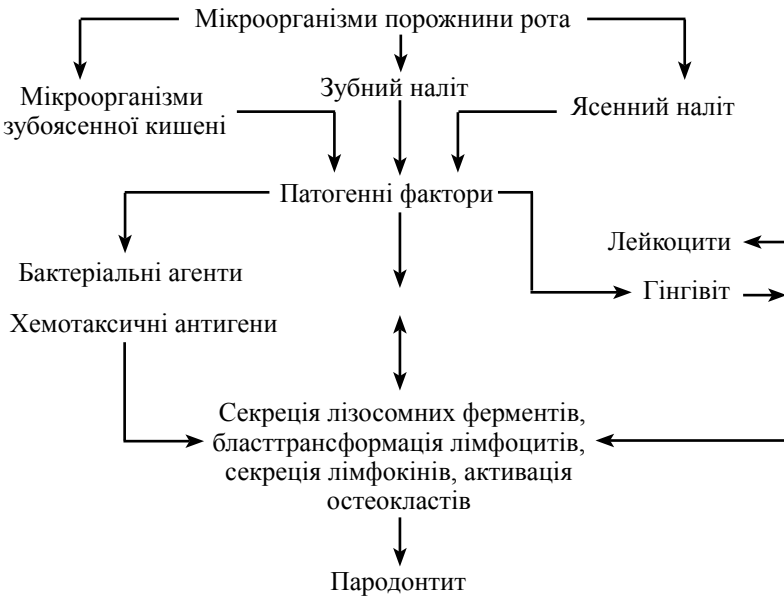 Мікроорганізми порожнини рота
Мікроорганізми
зубоясенної кишені
Зубний наліт
Ясенний наліт
Патогенні фактори
Бактеріальні агенти
Хемотаксичні антигени
Лейкоцити
Гінгівіт
Секреція лізосомних ферментів,
бласттрансформація лімфоцитів,
секреція лімфокінів, активація
остеокластів
Пародонтит